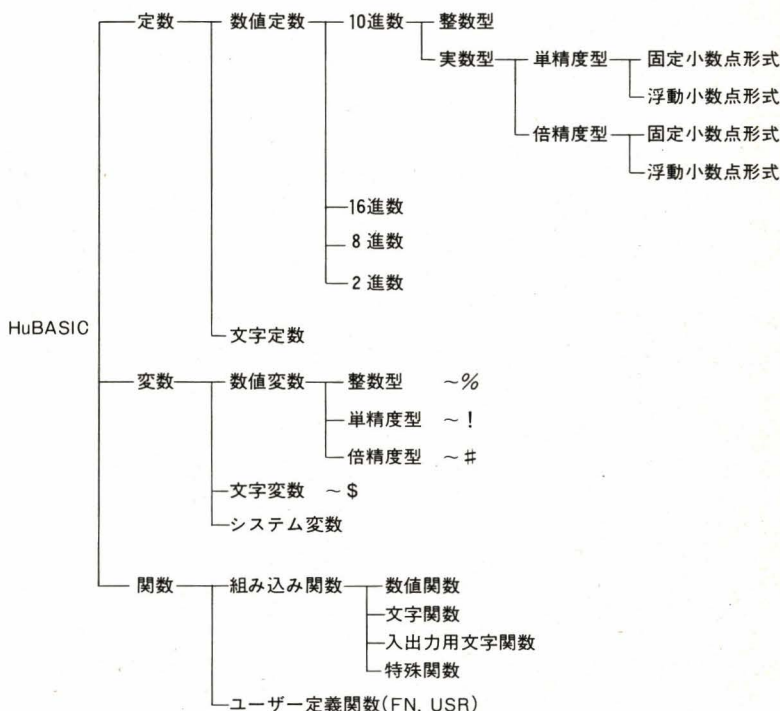 定数 数値定数 10進数 整数型
実数型 単精度型 固定小数点形式
浮動小数点形式
倍精度型 固定小数点形式
浮動小数点形式
16進数
8進数
2進数
HuBASIC
文字定数
変数 数値変数 整数型 ~%
単精度型 ~!
倍精度型 ~#
文字変数 ~$
システム変数
関数 組み込み関数 数値関数
文字関数
入出力用文字関数
特殊関数
ユーザー定義関数(FN, USR)